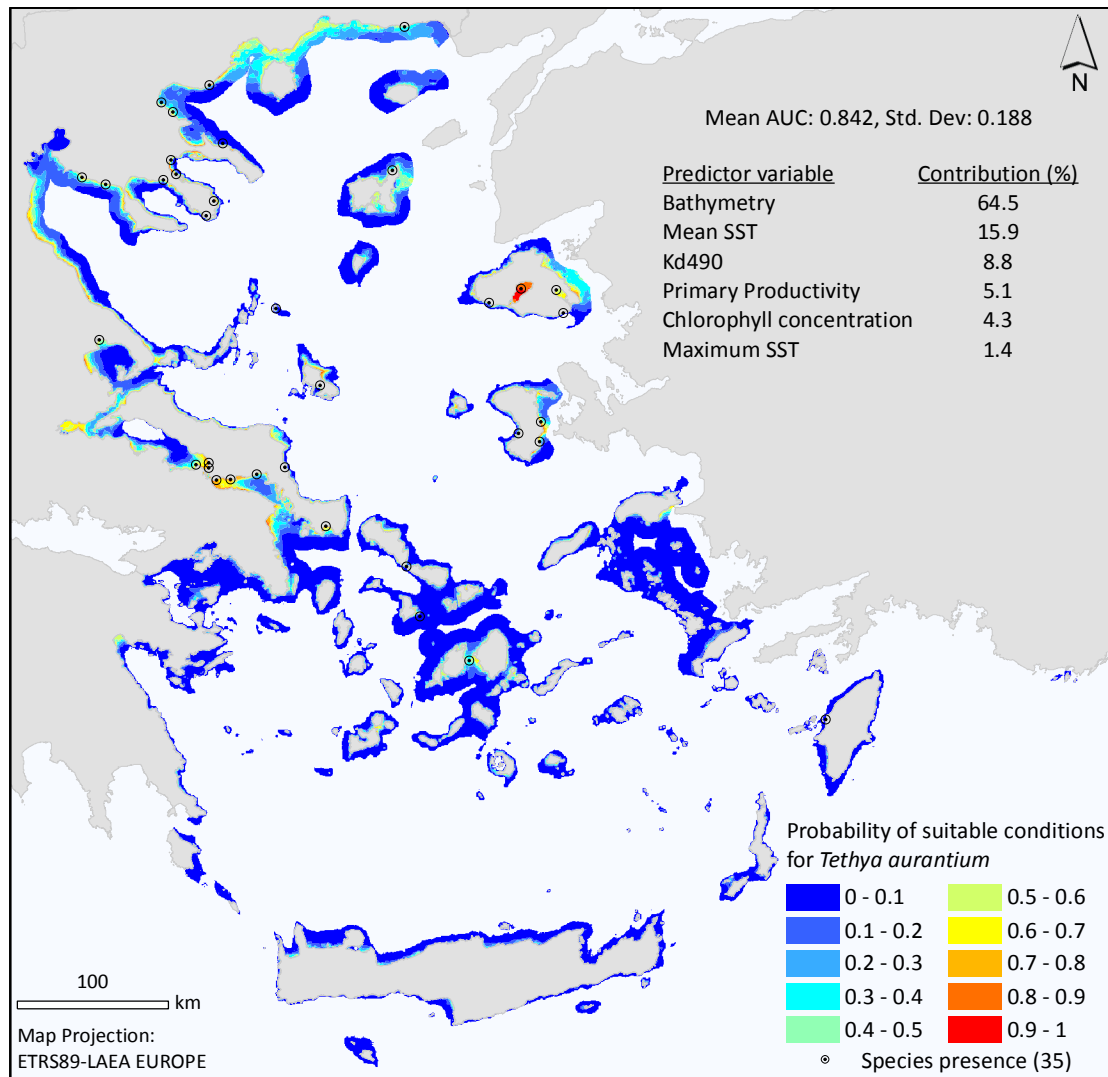 N
Mean AUC: 0.842, Std. Dev: 0.188
Predictor variable Contribution (%)
Bathymetry 64.5
Mean SST 15.9
Kd490 8.8
Primary Productivity 5.1
Chlorophyll concentration 4.3
Maximum SST 1.4
Probability of suitable conditions
for Tethya aurantium
0 - 0.1 0.5 - 0.6
0.1 - 0.2 0.6 - 0.7
0.2 - 0.3 0.7 - 0.8
0.3 - 0.4 0.8 - 0.9
0.4 - 0.5 0.9 - 1
Species presence (35)
100
km
Map Projection:
ETRS89-LAEA EUROPE